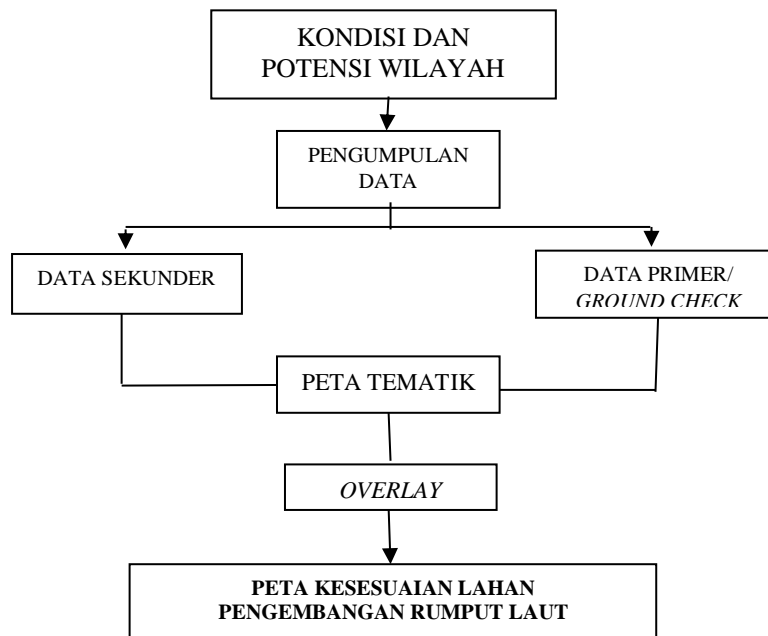 KONDISI DAN
POTENSI WILAYAH
PENGUMPULAN
DATA
DATA SEKUNDER
DATA PRIMER/
GROUND CHECK
PETA TEMATIK
OVERLAY
PETA KESESUAIAN LAHAN
PENGEMBANGAN RUMPUT LAUT